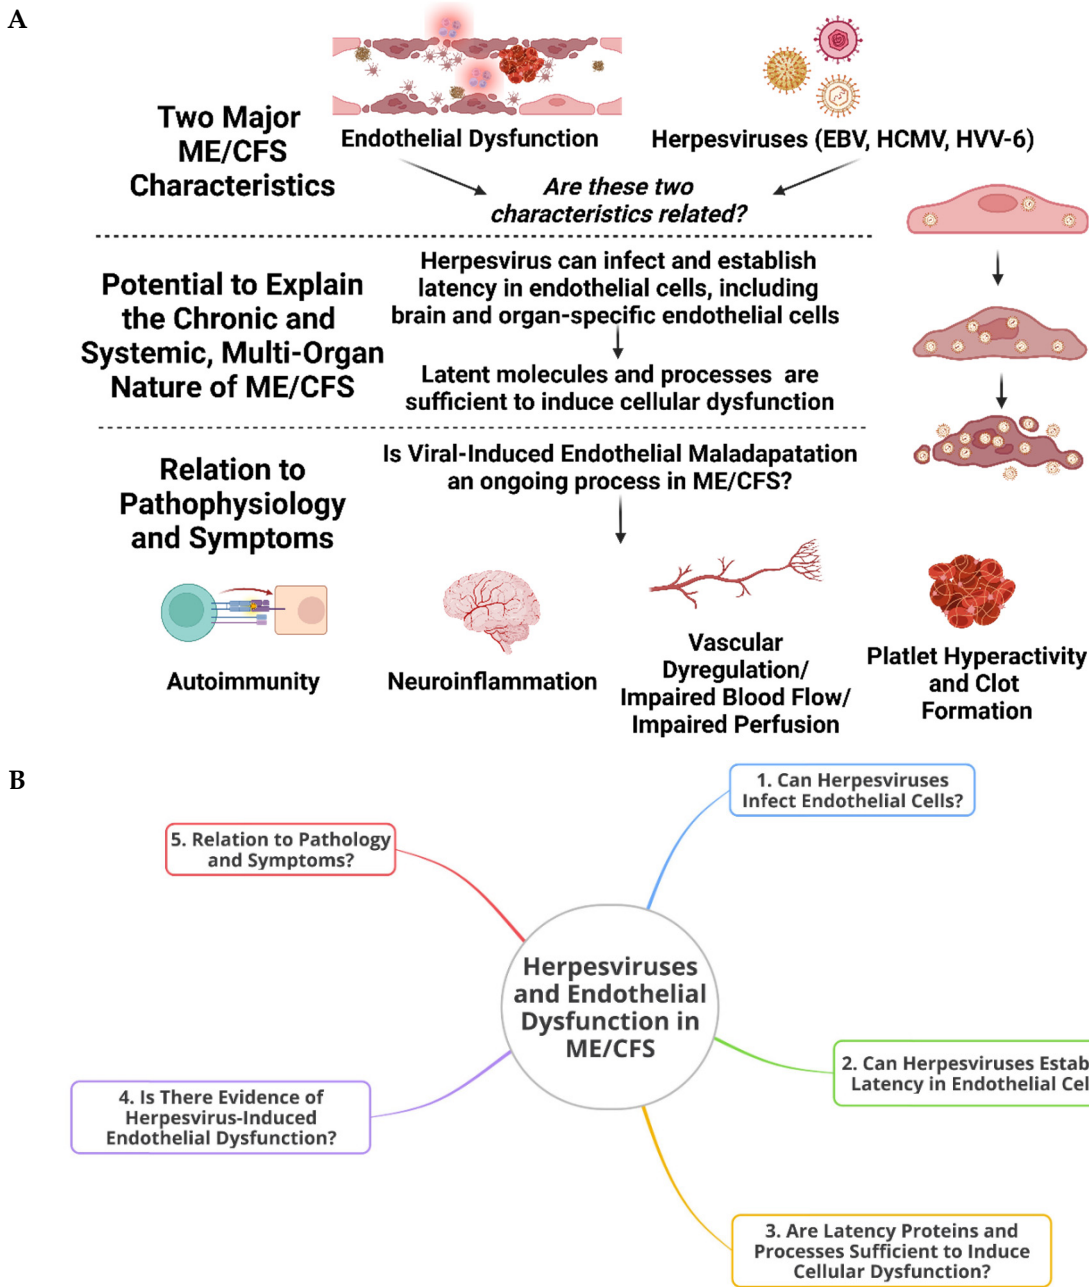 A
Two Major
ME/CFS
Characteristics
Endothelial Dysfunction
Herpesviruses (EBV, HCMV, HVV-6)
Are these two
characteristics related?
Potential to Explain
the Chronic and
Systemic, Multi-Organ
Nature of ME/CFS
Herpesvirus can infect and establish
latency in endothelial cells, including
brain and organ-specific endothelial cells
Latent molecules and processes are
sufficient to induce cellular dysfunction
Relation to
Pathophysiology
and Symptoms
Is Viral-Induced Endothelial Maladapatation
an ongoing process in ME/CFS?
Autoimmunity
Neuroinflammation
Vascular
Dyregulation/
Impaired Blood Flow/
Impaired Perfusion
Platlet Hyperactivity
and Clot
Formation
B
1. Can Herpesviruses
Infect Endothelial Cells?
5. Relation to Pathology
and Symptoms?
Herpesviruses
and Endothelial
Dysfunction in
ME/CFS
2. Can Herpesviruses Estab
Latency in Endothelial Cel
4. Is There Evidence of
Herpesvirus-Induced
Endothelial Dysfunction?
3. Are Latency Proteins and
Processes Sufficient to Induce
Cellular Dysfunction?